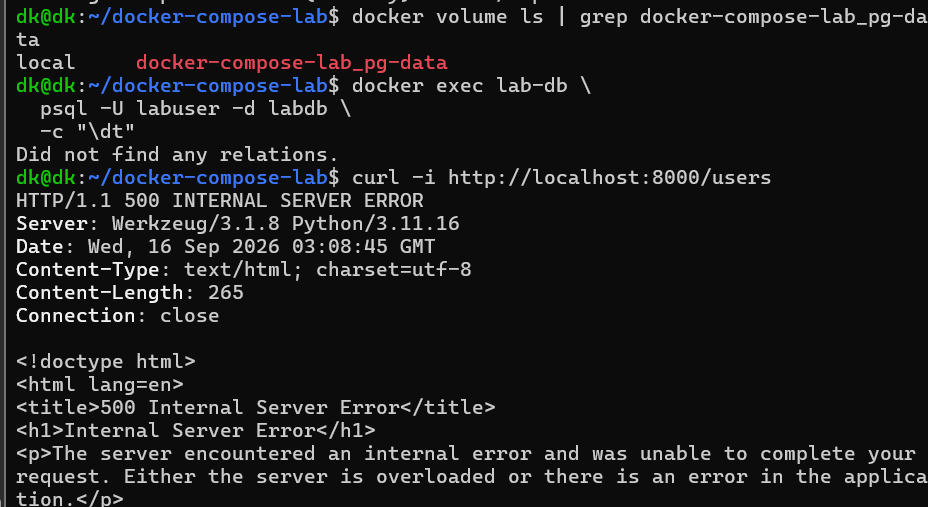 dk@dk:~/docker-compose-lab$ docker volume ls | grep docker-compose-lab_pg-da
ta
local     docker-compose-lab_pg-data
dk@dk:~/docker-compose-lab$ docker exec lab-db \
  psql -U labuser -d labdb \
  -c "\dt"
Did not find any relations.
dk@dk:~/docker-compose-lab$ curl -i http://localhost:8000/users
HTTP/1.1 500 INTERNAL SERVER ERROR
Server: Werkzeug/3.1.8 Python/3.11.16
Date: Wed, 16 Sep 2026 03:08:45 GMT
Content-Type: text/html; charset=utf-8
Content-Length: 265
Connection: close

<!doctype html>
<html lang=en>
<title>500 Internal Server Error</title>
<h1>Internal Server Error</h1>
<p>The server encountered an internal error and was unable to complete your
request. Either the server is overloaded or there is an error in the applica
tion.</p>